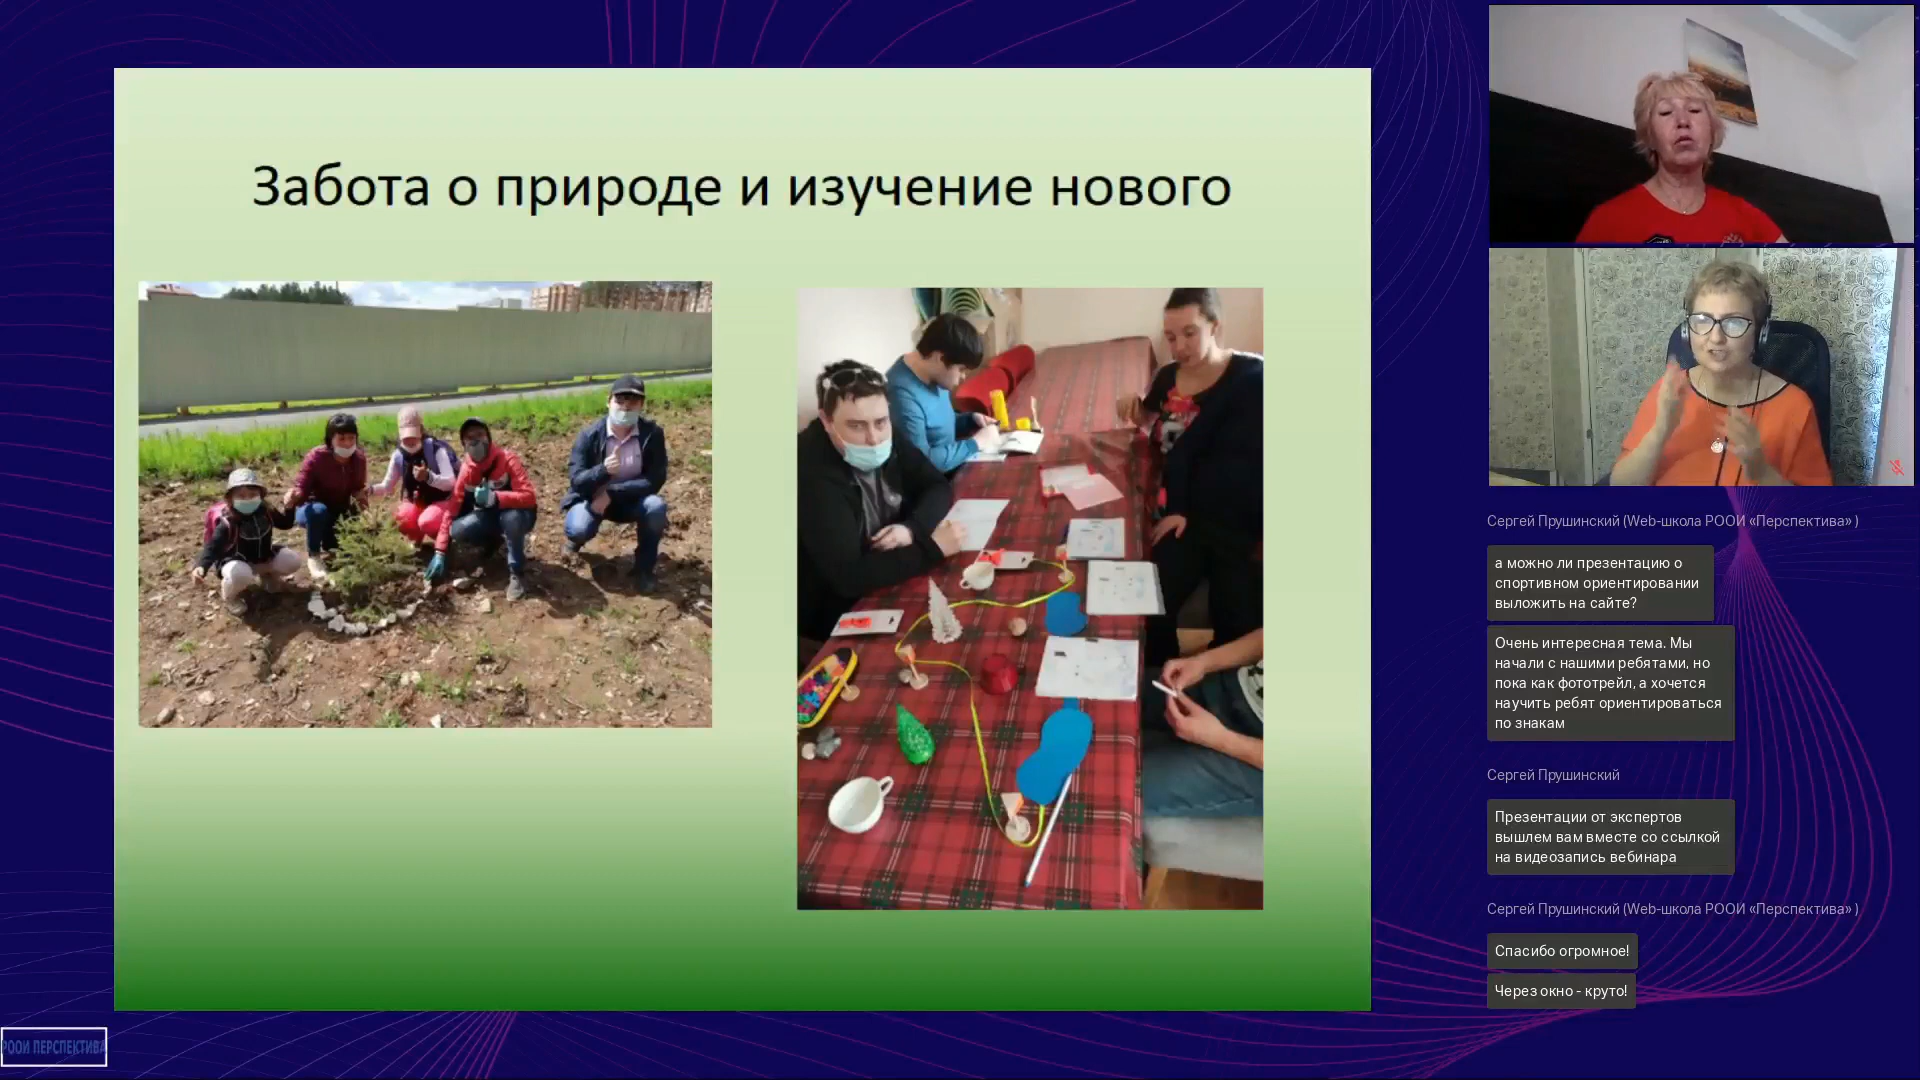 Забота о природе и изучение нового
Сергей Прушинский (Web-школа РООИ «Перспектива» )
а можно ли презентацию о
спортивном ориентировании
выложить на сайте?
Очень интересная тема. Мы
начали с нашими ребятами, но
пока как фототрейл, а хочется
научить ребят ориентироваться
по знакам
Сергей Прушинский
Презентации от экспертов
вышлем вам вместе со ссылкой
на видеозапись вебинара
Сергей Прушинский (Web-школа РООИ «Перспектива» )
Спасибо огромное!
Через окно - круто!
РООИ ПЕРСПЕКТИВА